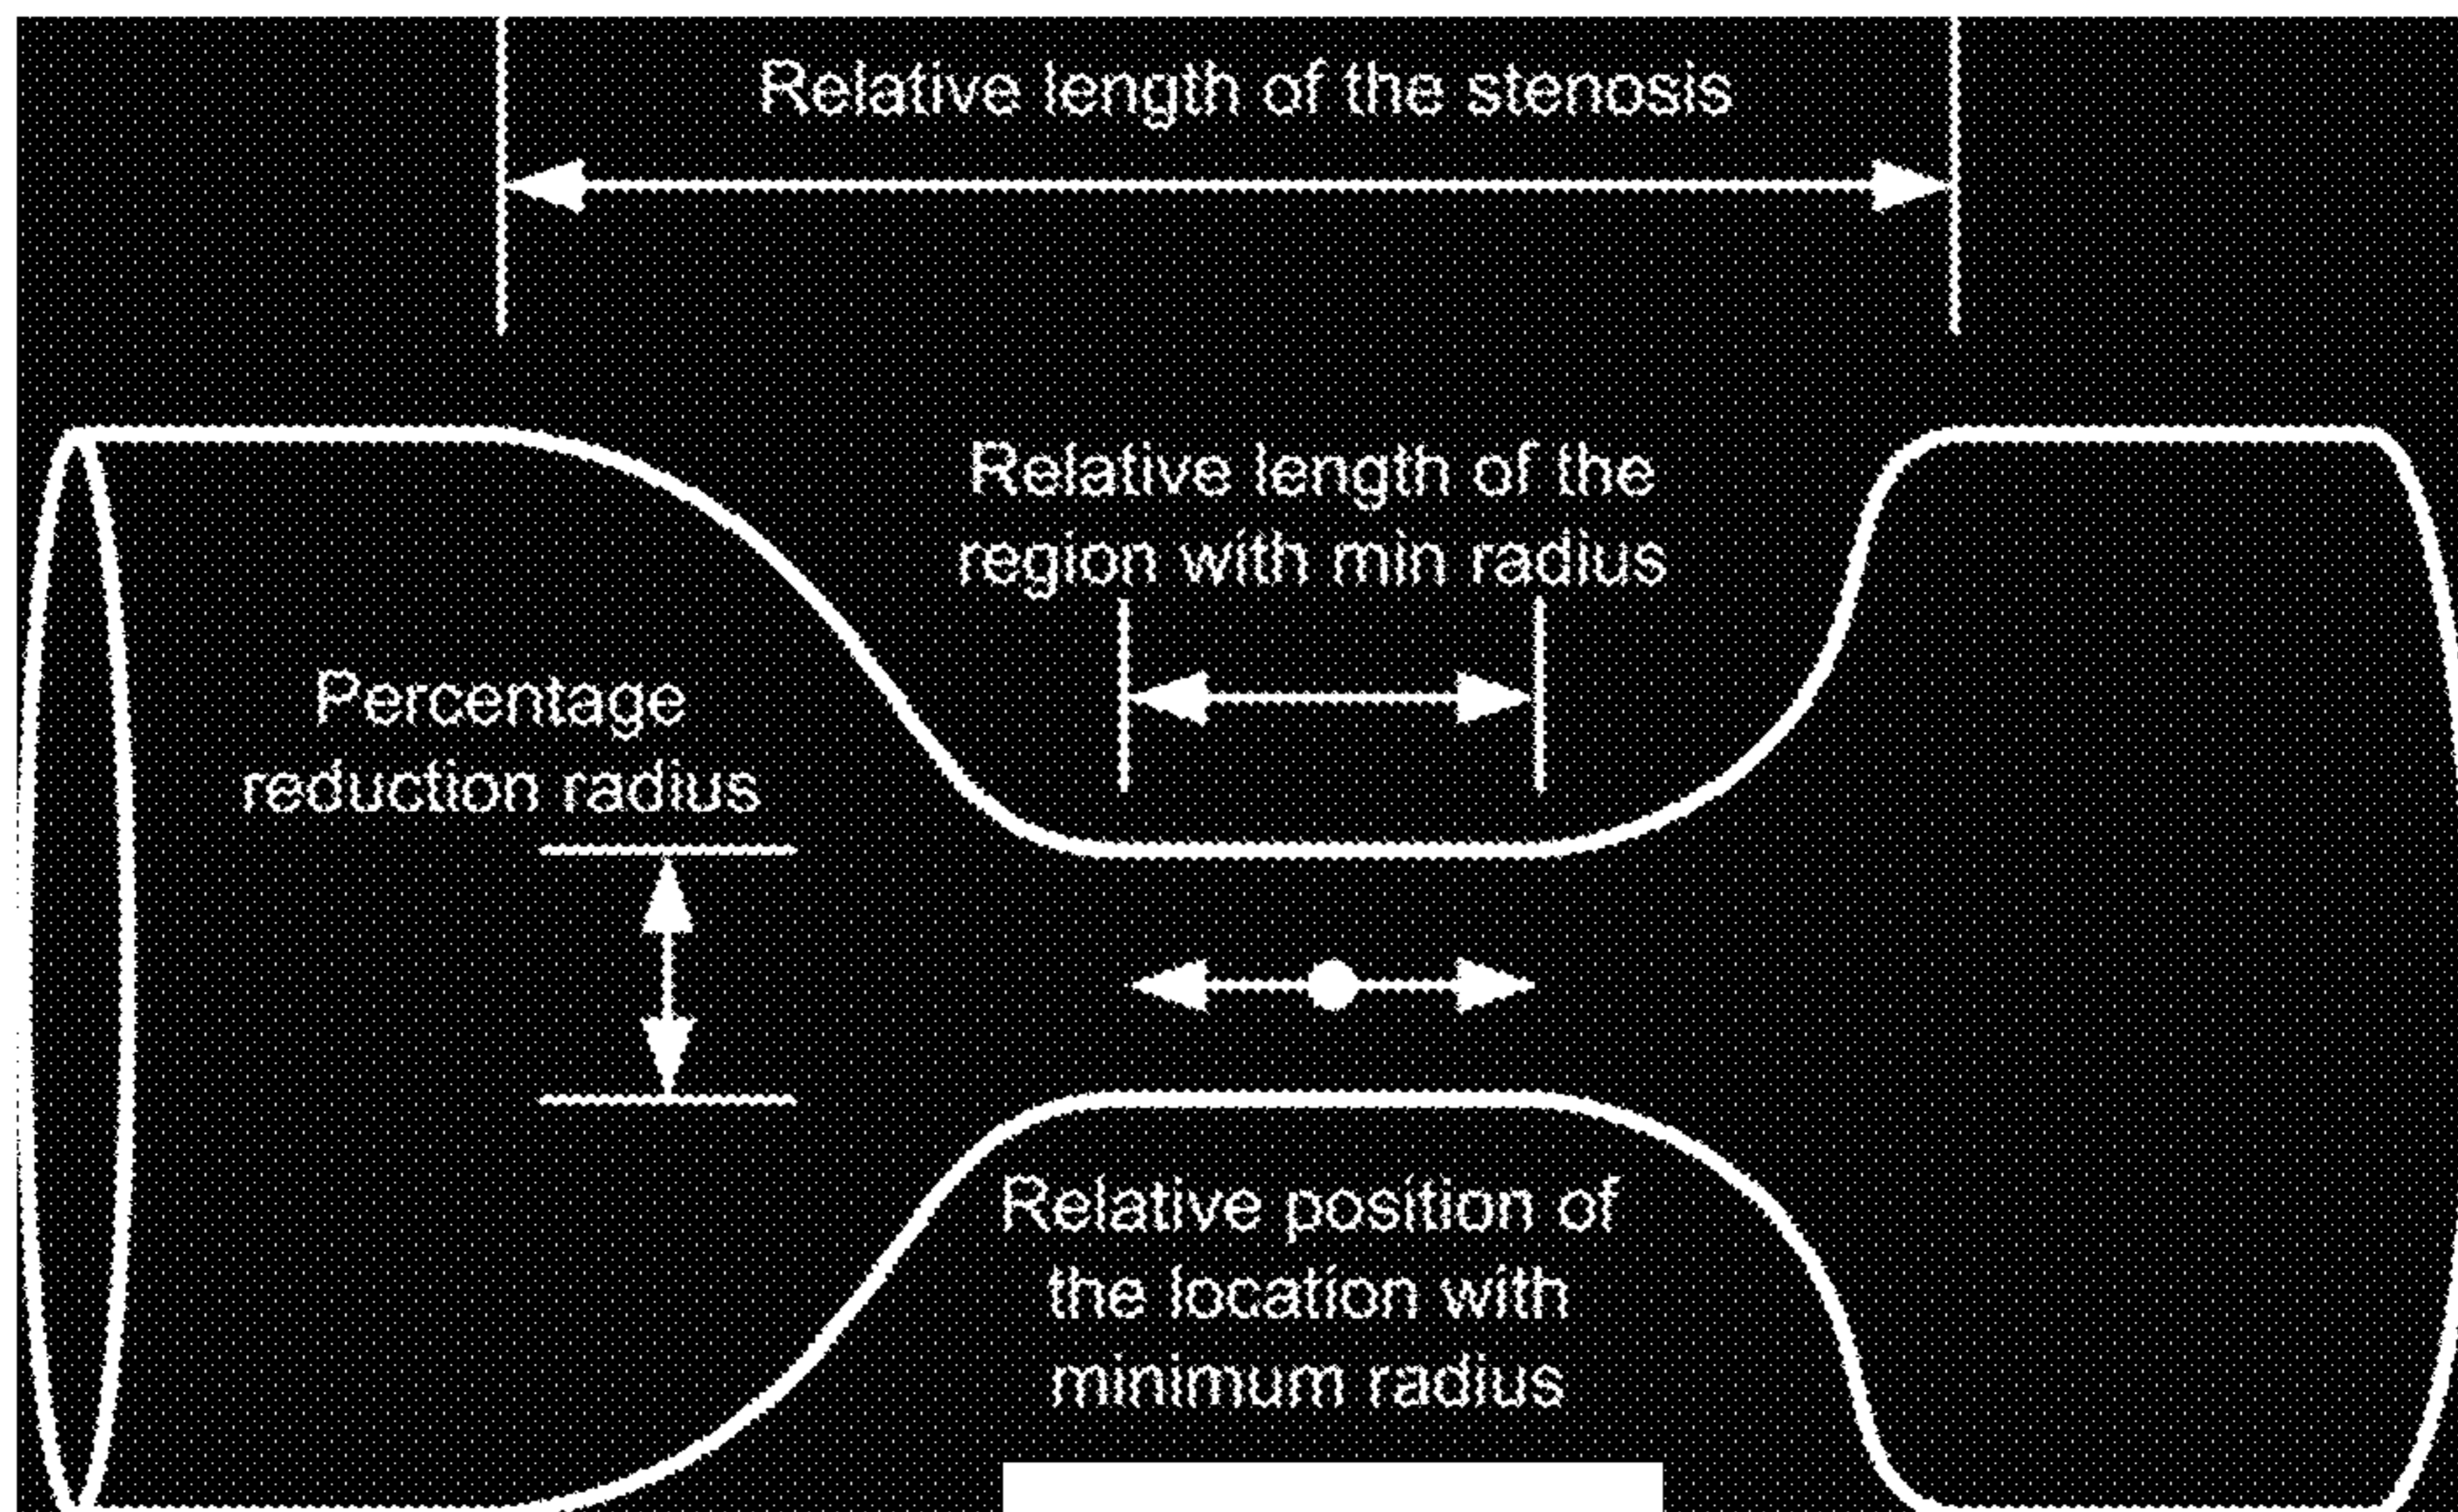 Relative length of the stenosis
Relative length of the
region with min radius
Percentage
reduction radius
Relative position of
the location with
minimum radius